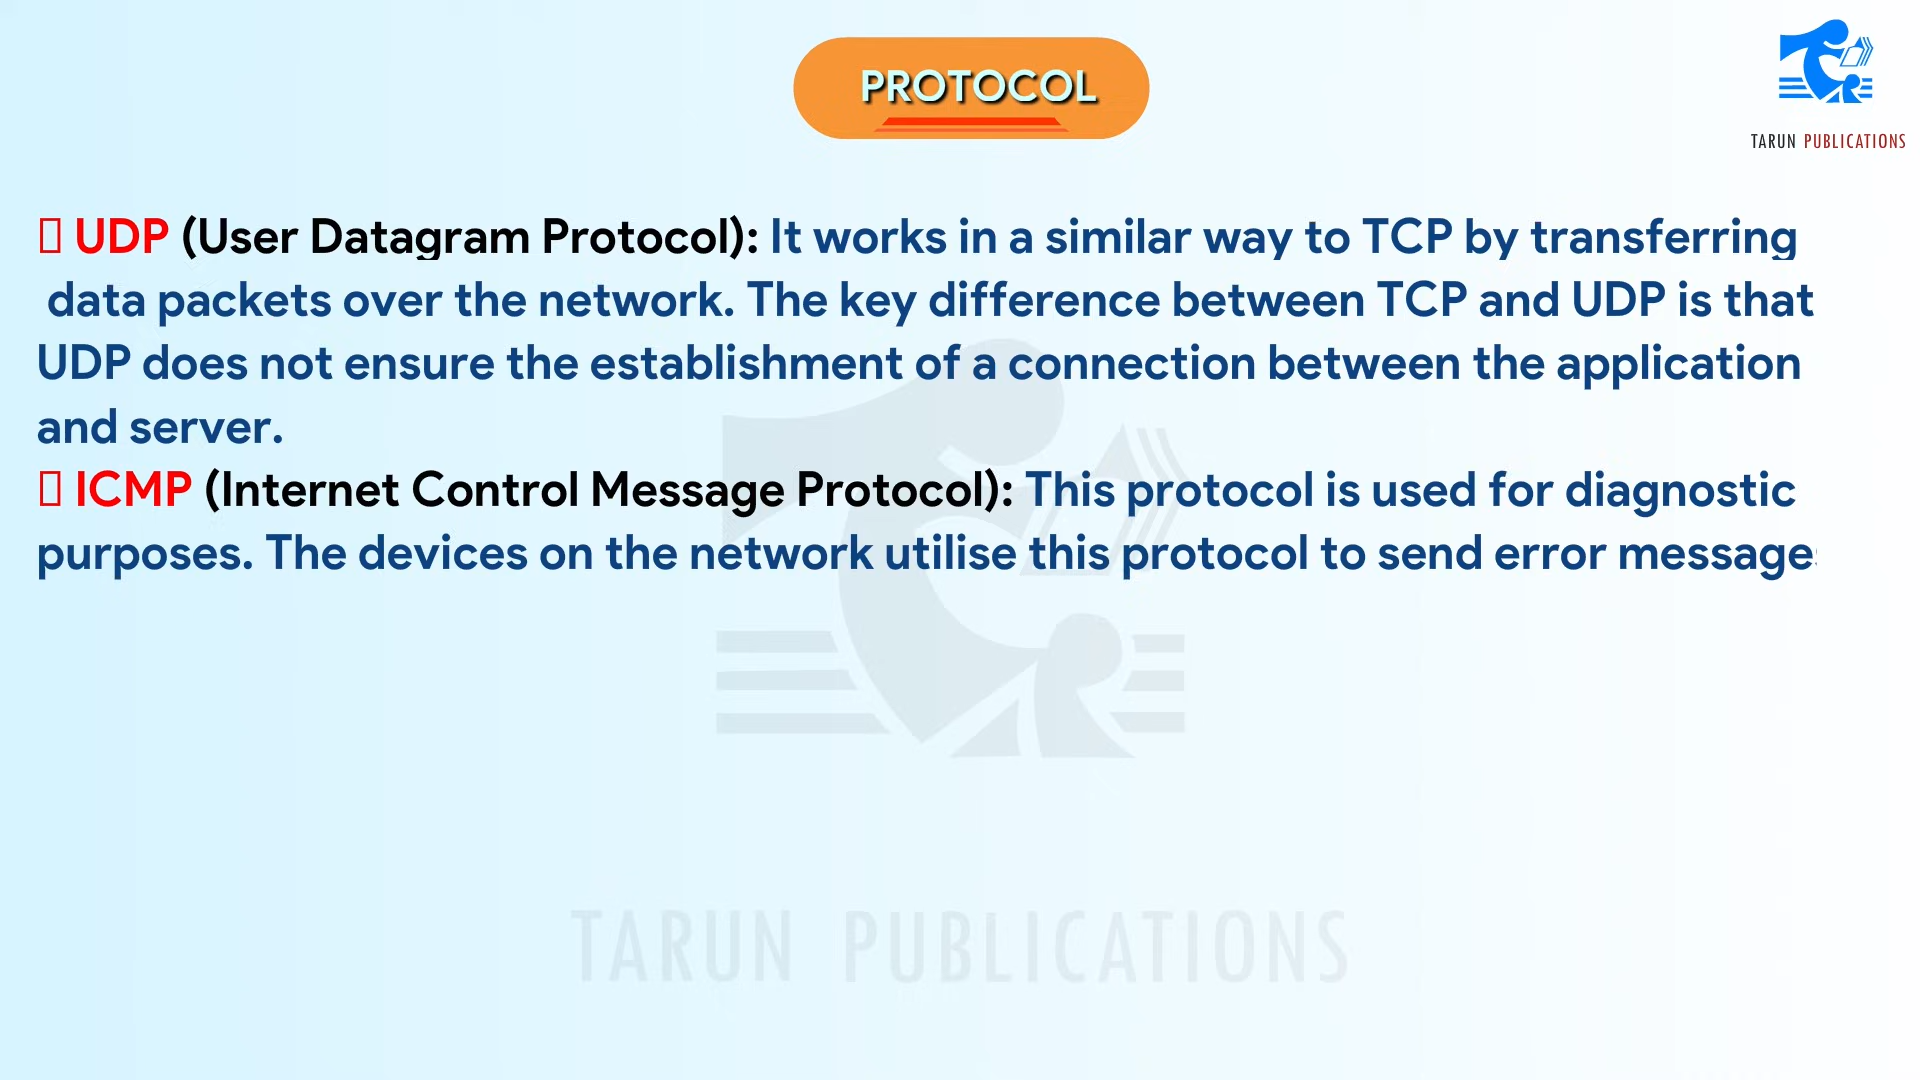 PROTOCOL
TARUN PUBLICATIONS
UDP (User Datagram Protocol): It works in a similar way to TCP by transferring
data packets over the network. The key difference between TCP and UDP is that
UDP does not ensure the establishment of a connection between the application
and server.
ICMP (Internet Control Message Protocol): This protocol is used for diagnostic
purposes. The devices on the network utilise this protocol to send error messages
TARUN PUBLICATIONS